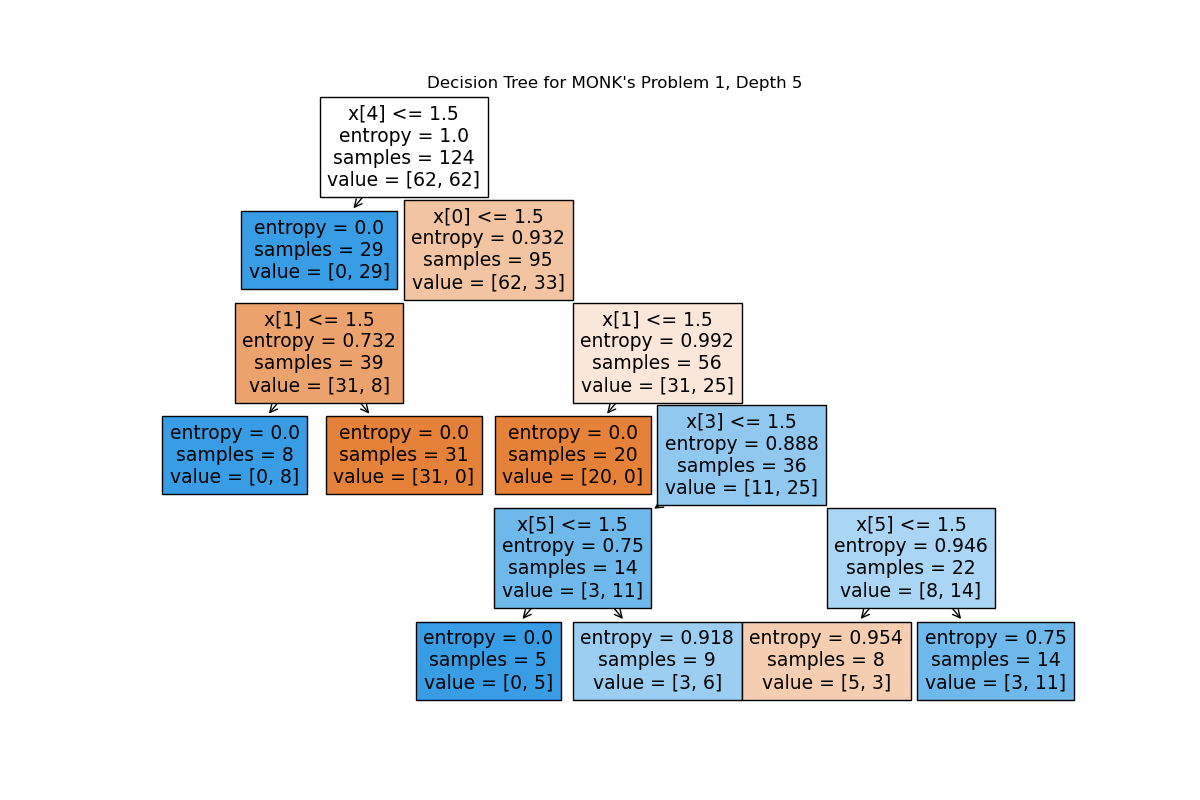 Decision Tree for MONK's Problem 1, Depth 5
x[4] <= 1.5
entropy = 1.0
samples = 124
value = [62, 62]
entropy = 0.0
samples = 29
value = [0, 29]
x[0] <= 1.5
entropy = 0.932
samples = 95
value = [62, 33]
x[1] <= 1.5
entropy = 0.732
samples = 39
value = [31, 8]
x[1] <= 1.5
entropy = 0.992
samples = 56
value = [31, 25]
entropy = 0.0
samples = 8
value = [0, 8]
entropy = 0.0
samples = 31
value = [31, 0]
entropy = 0.0
samples = 20
value = [20, 0]
x[3] <= 1.5
entropy = 0.888
samples = 36
value = [11, 25]
x[5] <= 1.5
entropy = 0.75
samples = 14
value = [3, 11]
x[5] <= 1.5
entropy = 0.946
samples = 22
value = [8, 14]
entropy = 0.0
samples = 5
value = [0, 5]
entropy = 0.918
samples = 9
value = [3, 6]
entropy = 0.954
samples = 8
value = [5, 3]
entropy = 0.75
samples = 14
value = [3, 11]